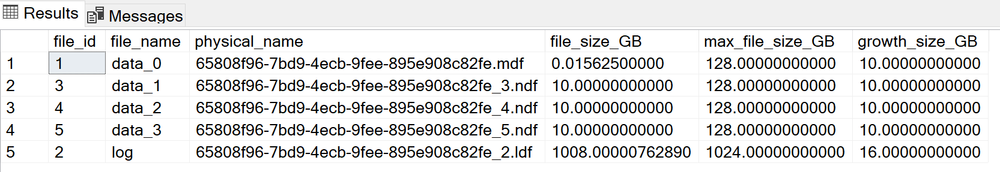 Results Messages
file_id file_name physical_name file_size_GB max_file_size_GB growth_size_GB
1 1 data_0 65808f96-7bd9-4ecb-9fee-895e908c82fe.mdf 0.01562500000 128.00000000000 10.00000000000
2 3 data_1 65808f96-7bd9-4ecb-9fee-895e908c82fe_3.ndf 10.00000000000 128.00000000000 10.00000000000
3 4 data_2 65808f96-7bd9-4ecb-9fee-895e908c82fe_4.ndf 10.00000000000 128.00000000000 10.00000000000
4 5 data_3 65808f96-7bd9-4ecb-9fee-895e908c82fe_5.ndf 10.00000000000 128.00000000000 10.00000000000
5 2 log 65808f96-7bd9-4ecb-9fee-895e908c82fe_2.ldf 1008.00000762890 1024.00000000000 16.00000000000